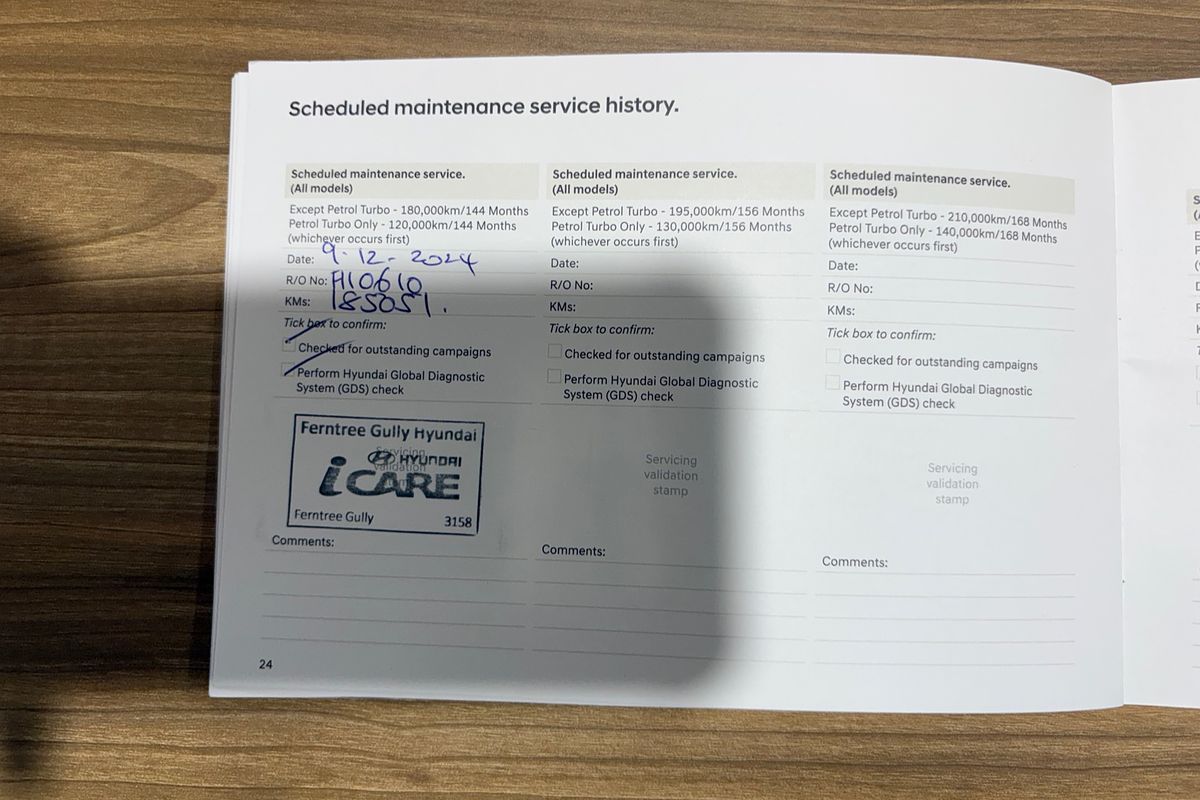 Scheduled maintenance service history.
Scheduled maintenance service.
(All models)
Except Petrol Turbo - 180,000km/144 Months
Petrol Turbo Only - 120,000km/144 Months
(whichever occurs first)
Date: 9.12.2024
R/O No: A10610
KMs: 185051.
Tick box to confirm:
Checked for outstanding campaigns
Perform Hyundai Global Diagnostic
System (GDS) check
Ferntree Gully Hyundai
Servicing
HYUNDAI
validation
iCARE
Ferntree Gully 3158
Comments:
Scheduled maintenance service.
(All models)
Except Petrol Turbo - 195,000km/156 Months
Petrol Turbo Only - 130,000km/156 Months
(whichever occurs first)
Date:
R/O No:
KMs:
Tick box to confirm:
Checked for outstanding campaigns
Perform Hyundai Global Diagnostic
System (GDS) check
Servicing
validation
stamp
Comments:
Scheduled maintenance service.
(All models)
Except Petrol Turbo - 210,000km/168 Months
Petrol Turbo Only - 140,000km/168 Months
(whichever occurs first)
Date:
R/O No:
KMs:
Tick box to confirm:
Checked for outstanding campaigns
Perform Hyundai Global Diagnostic
System (GDS) check
Servicing
validation
stamp
Comments:
24